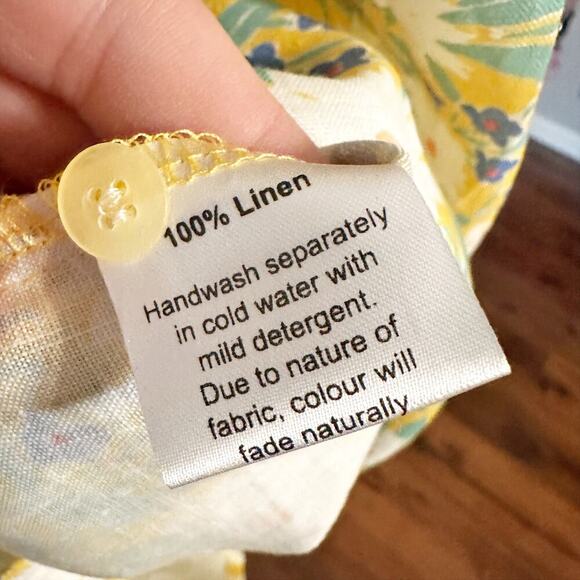 100% Linen
Handwash separately
in cold water with
mild detergent.
Due to nature of
fabric, colour will
fade naturally